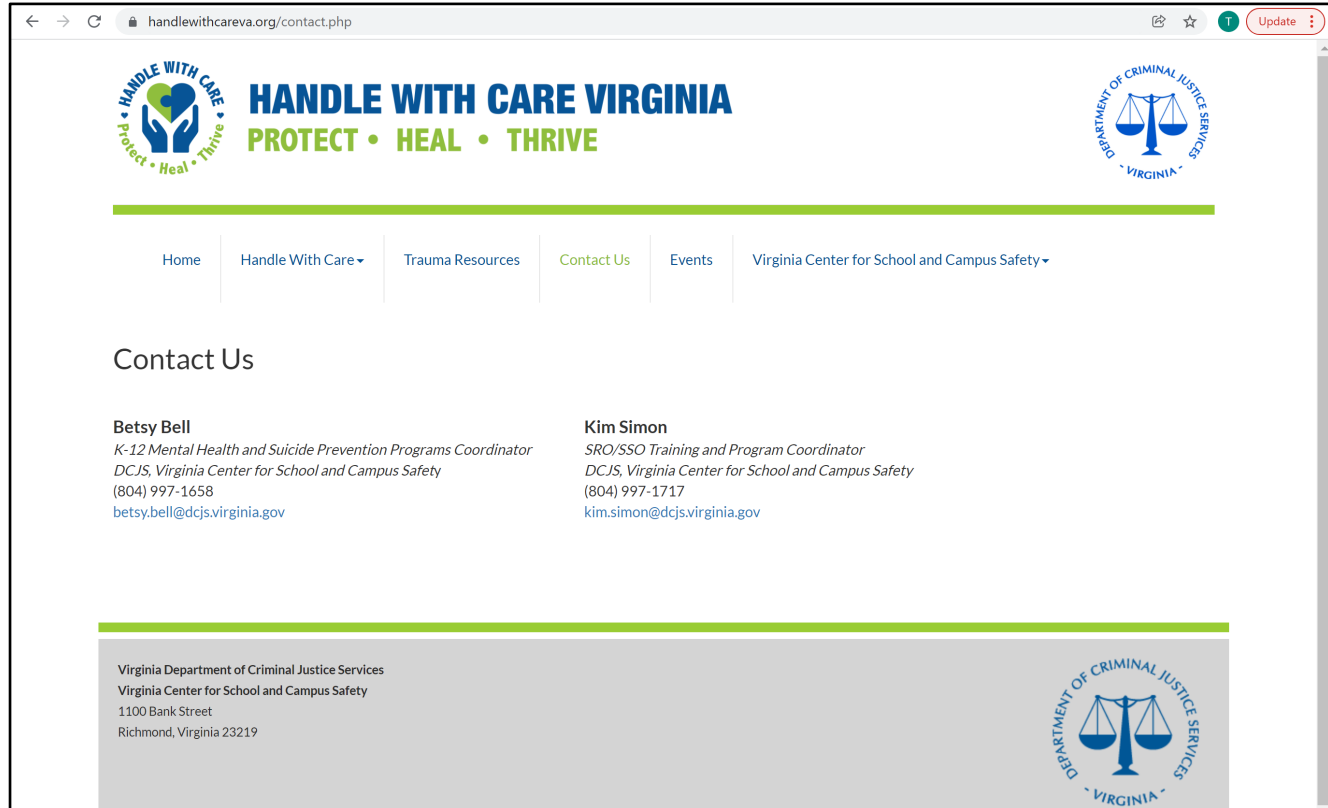 handlewithcareva.org/contact.php
T
Update
HANDLE WITH CARE
Protect • Heal • Thrive
HANDLE WITH CARE VIRGINIA
PROTECT • HEAL • THRIVE
DEPARTMENT OF CRIMINAL JUSTICE SERVICES
- VIRGINIA -
Home
Handle With Care
Trauma Resources
Contact Us
Events
Virginia Center for School and Campus Safety
Contact Us
Betsy Bell
K-12 Mental Health and Suicide Prevention Programs Coordinator
DCJS, Virginia Center for School and Campus Safety
(804) 997-1658
betsy.bell@dcjs.virginia.gov
Kim Simon
SRO/SSO Training and Program Coordinator
DCJS, Virginia Center for School and Campus Safety
(804) 997-1717
kim.simon@dcjs.virginia.gov
Virginia Department of Criminal Justice Services
Virginia Center for School and Campus Safety
1100 Bank Street
Richmond, Virginia 23219
DEPARTMENT OF CRIMINAL JUSTICE SERVICES
- VIRGINIA -